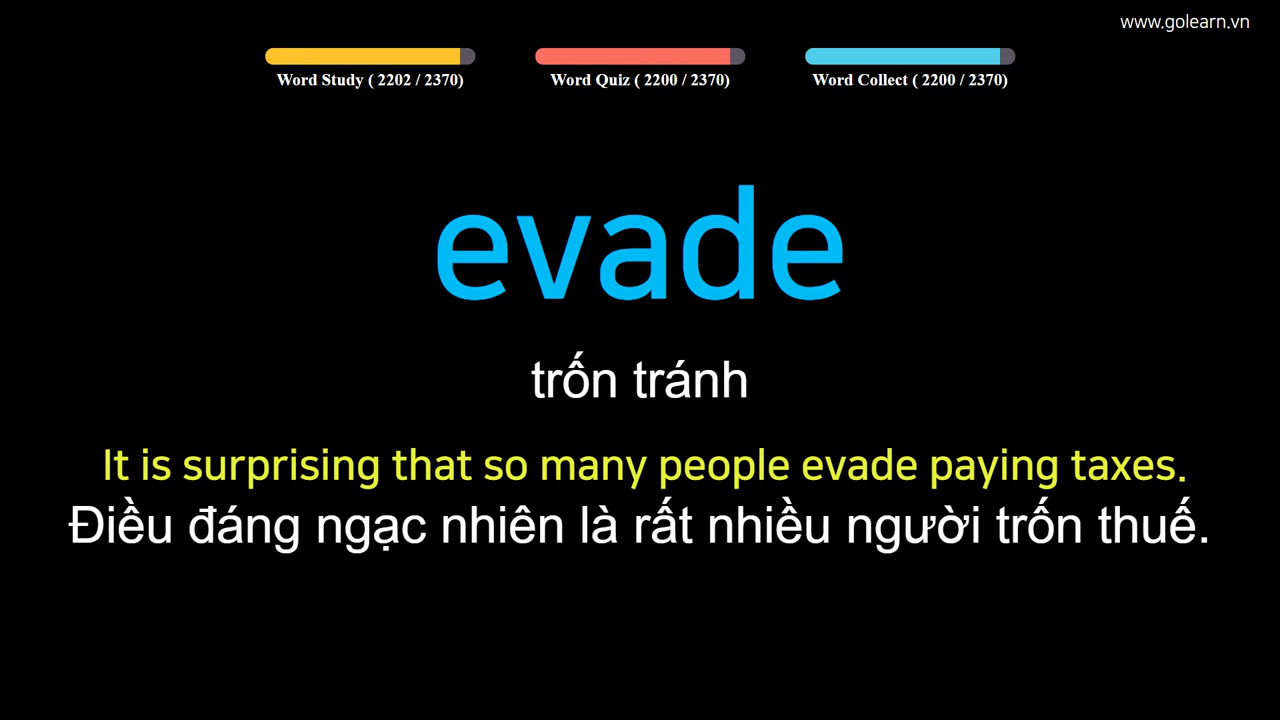 www.golearn.vn
Word Study ( 2202 / 2370) Word Quiz ( 2200 / 2370) Word Collect ( 2200 / 2370)
evade
trốn tránh
It is surprising that so many people evade paying taxes.
Điều đáng ngạc nhiên là rất nhiều người trốn thuế.